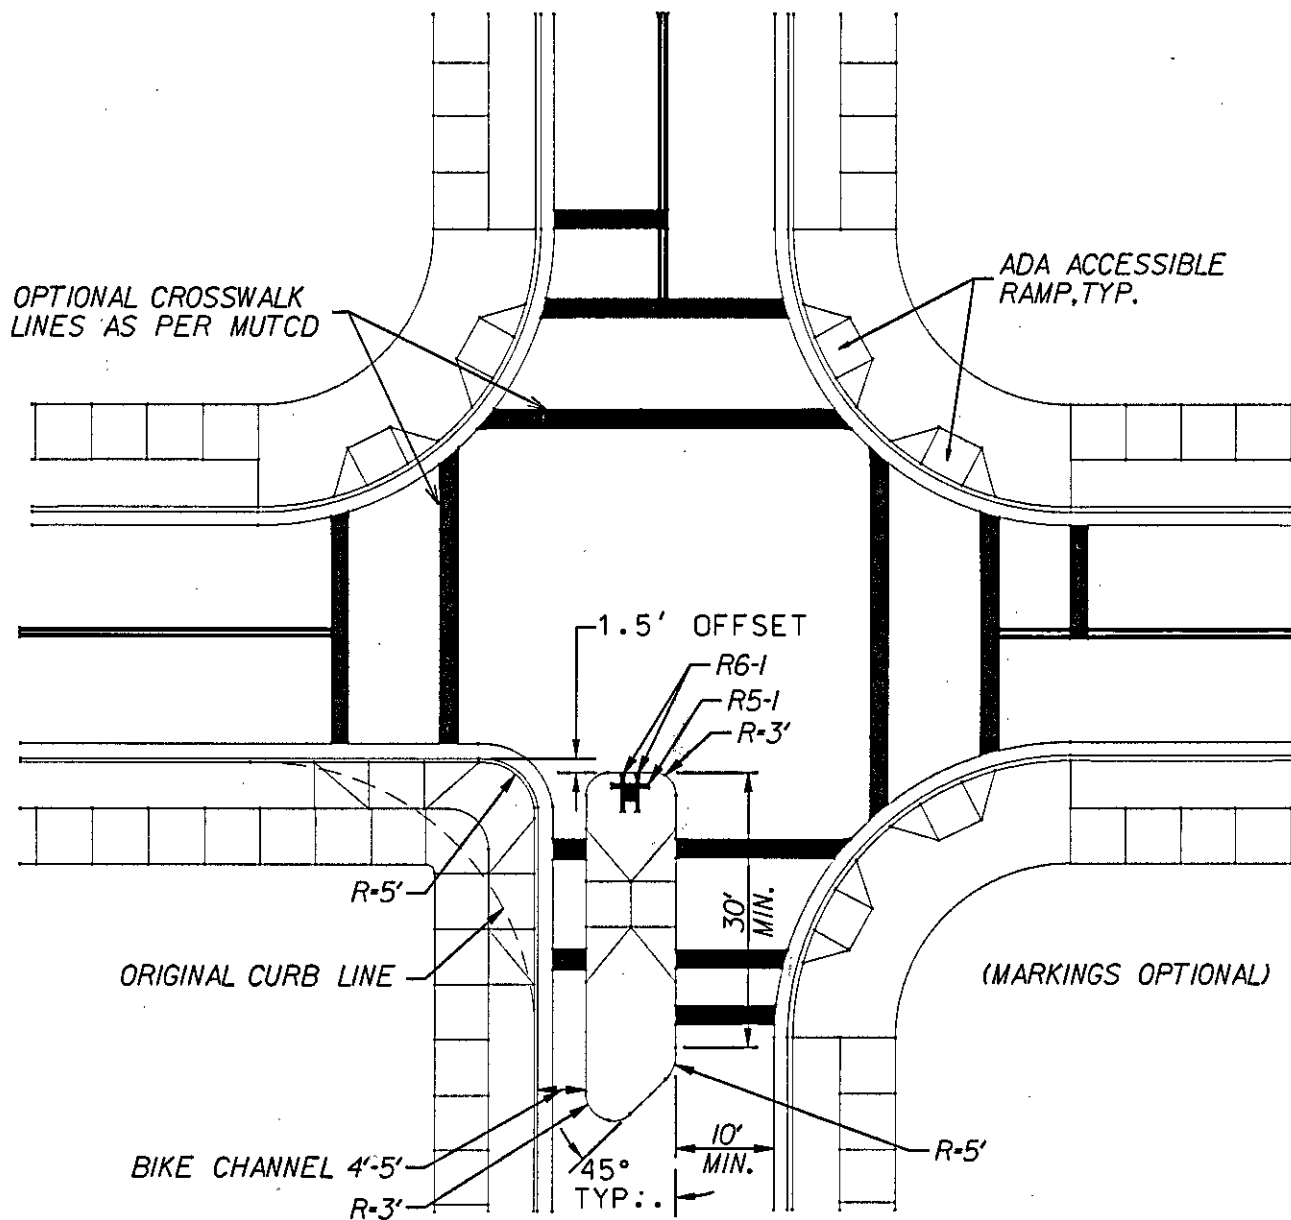 OPTIONAL CROSSWALK
LINES AS PER MUTCD
ADA ACCESSIBLE
RAMP, TYP.
1.5' OFFSET
R6-1
R5-1
R=3'
R=5'
30'
MIN.
ORIGINAL CURB LINE
(MARKINGS OPTIONAL)
BIKE CHANNEL 4'-5'
R=3'
45°
TYP:.
10'
MIN.
R=5'